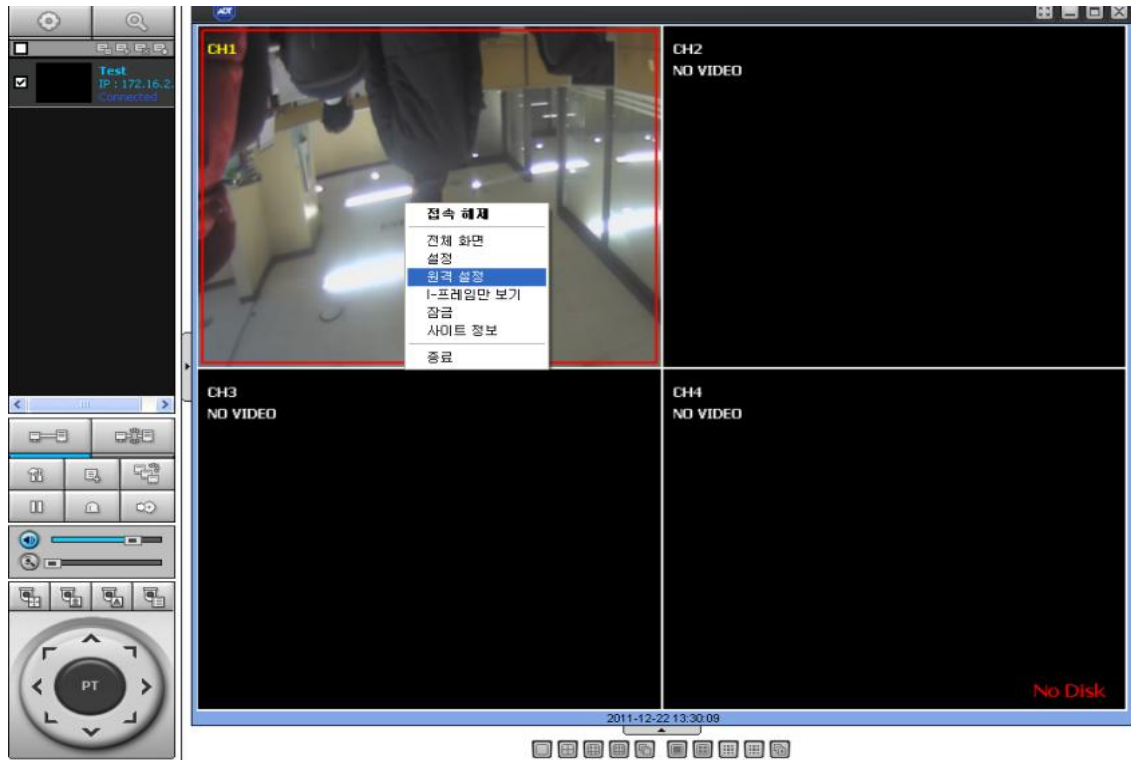 ADT
Test
IP : 172.16.2.
Connected
CH1
CH2
NO VIDEO
접속 해제
전체 화면
설정
원격 설정
I-프레임만 보기
잠금
사이트 정보
종료
CH3
NO VIDEO
CH4
NO VIDEO
PT
No Disk
2011-12-22 13:30:09